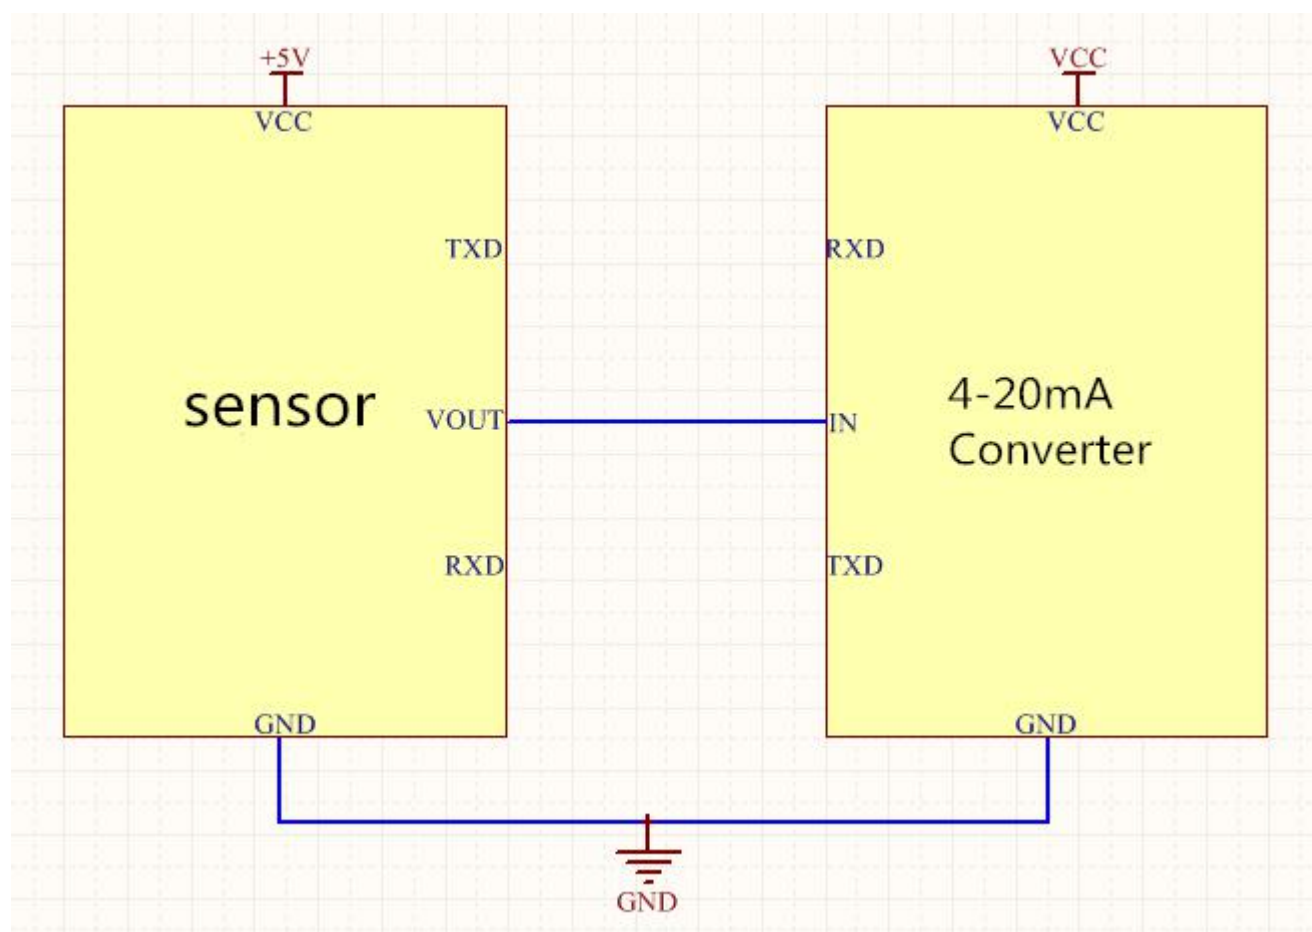 +5V
VCC
VCC
VCC
TXD
RXD
sensor
VOUT
IN
4-20mA
Converter
RXD
TXD
GND
GND
GND